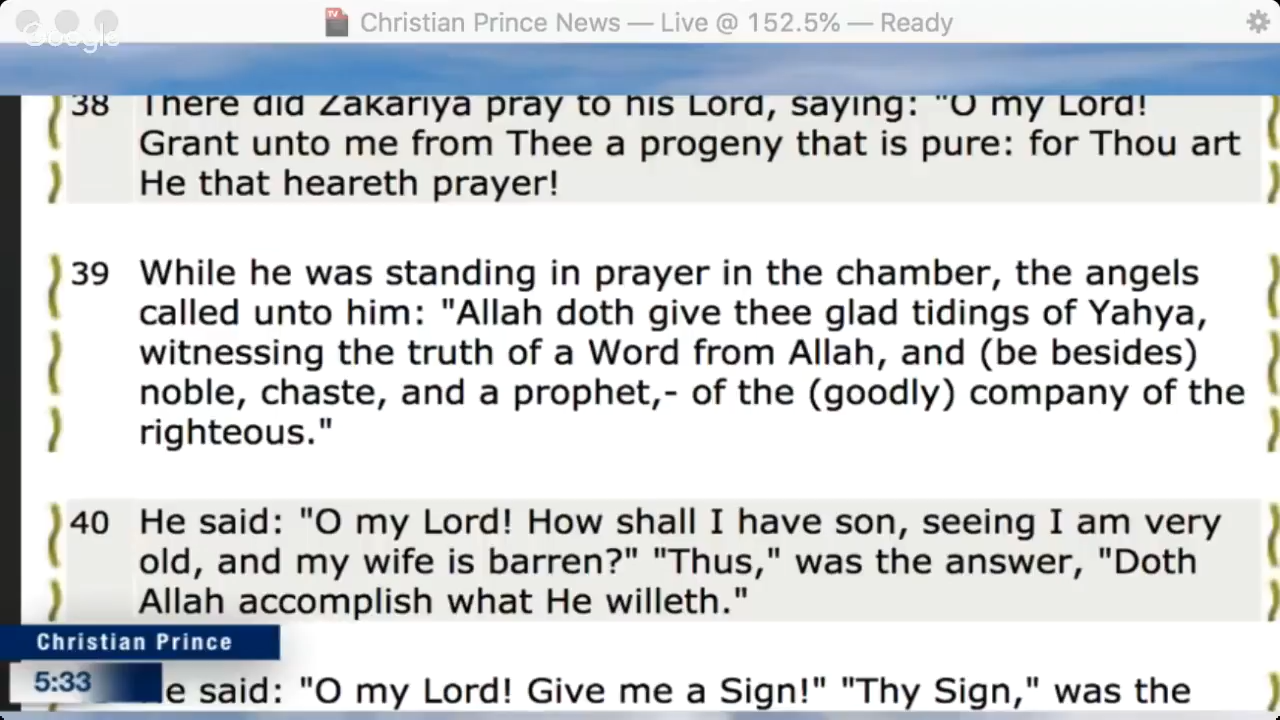 Christian Prince News — Live @ 152.5% — Ready
Google
38 There did Zakariya pray to his Lord, saying: "O my Lord!
Grant unto me from Thee a progeny that is pure: for Thou art
He that heareth prayer!
39 While he was standing in prayer in the chamber, the angels
called unto him: "Allah doth give thee glad tidings of Yahya,
witnessing the truth of a Word from Allah, and (be besides)
noble, chaste, and a prophet,- of the (goodly) company of the
righteous."
40 He said: "O my Lord! How shall I have son, seeing I am very
old, and my wife is barren?" "Thus," was the answer, "Doth
Allah accomplish what He willeth."
Christian Prince
5:33
e said: "O my Lord! Give me a Sign!" "Thy Sign," was the